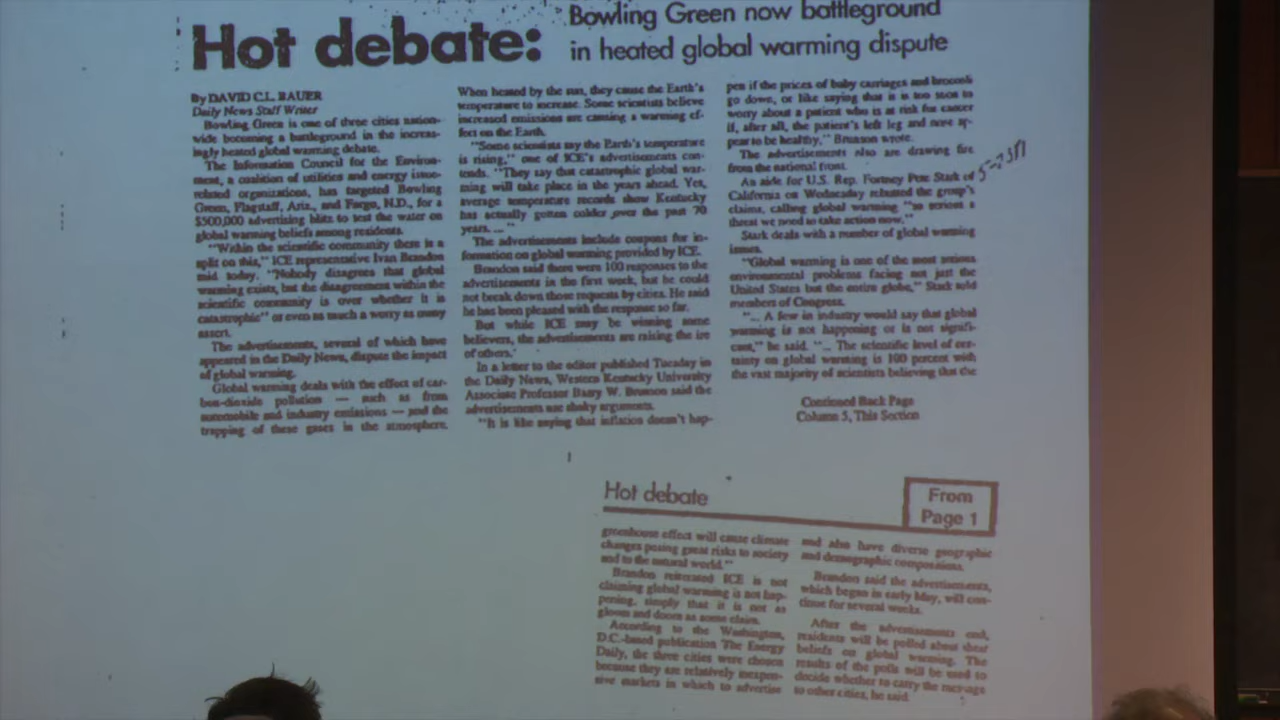 Hot debate:
Bowling Green now battleground
in heated global warming dispute
By DAVID C.L. BAUER
Daily News Staff Writer
Bowling Green is one of three cities nation-
wide becoming a battleground in the increas-
ingly heated global warming debate.
The Information Council for the Environ-
ment, a coalition of utilities and energy issue-
related organizations, has targeted Bowling
Green, Flagstaff, Ariz., and Fargo, N.D., for a
$500,000 advertising blitz to test the water on
global warming beliefs among residents.
"Within the scientific community there is a
split on this," ICE representative Ivan Brandon
said today. "Nobody disagrees that global
warming exists, but the disagreement within the
scientific community is over whether it is
catastrophic" or even as much a worry as many
assert.
The advertisements, several of which have
appeared in the Daily News, dispute the impact
of global warming.
Global warming deals with the effect of car-
bon-dioxide pollution — such as from
automobile and industry emissions — and the
trapping of these gases in the atmosphere.
When heated by the sun, they cause the Earth's
temperature to increase. Some scientists believe
increased emissions are causing a warming ef-
fect on the Earth.
"Some scientists say the Earth's temperature
is rising," one of ICE's advertisements con-
tends. "They say that catastrophic global war-
ming will take place in the years ahead. Yes,
average temperature records show Kentucky
has actually gotten colder over the past 70
years. ..."
The advertisements include coupons for in-
formation on global warming provided by ICE.
Brandon said there were 100 responses to the
advertisements in the first week, but he could
not break down those requests by cities. He said
he has been pleased with the response so far.
But while ICE may be winning some
believers, the advertisements are raising the ire
of others.
In a letter to the editor published Tuesday in
the Daily News, Western Kentucky University
Associate Professor Barry W. Brunson said the
advertisements use shaky arguments.
"It is like saying that inflation doesn't hap-
pen if the prices of baby carriages and broccoli
go down, or like saying that it is too soon to
worry about a patient who is at risk for cancer
if, after all, the patient's left leg and nose ap-
pear to be healthy," Brunson wrote.
The advertisements also are drawing fire
from the national front.
An aide for U.S. Rep. Fortney Pete Stark of
California on Wednesday rebutted the group's
claims, calling global warming "so serious a
threat we need to take action now."
Stark deals with a number of global warming
issues.
"Global warming is one of the most serious
environmental problems facing not just the
United States but the entire globe," Stark told
members of Congress.
"... A few in industry would say that global
warming is not happening or is not signifi-
cant," he said. "... The scientific level of cer-
tainty on global warming is 100 percent with
the vast majority of scientists believing that the
Continued Back Page
Column 5, This Section
Hot debate
From
Page 1
greenhouse effect will cause climate
changes posing great risks to society
and to the natural world."
Brandon reiterated ICE is not
claiming global warming is not hap-
pening, simply that it is not as
gloom and doom as some claim.
According to the Washington,
D.C.-based publication The Energy
Daily, the three cities were chosen
because they are relatively inexpen-
sive markets in which to advertise
and also have diverse geographic
and demographic compositions.
Brandon said the advertisements,
which began in early May, will con-
tinue for several weeks.
After the advertisements end,
residents will be polled about their
beliefs on global warming. The
results of the polls will be used to
decide whether to carry the message
to other cities, he said.